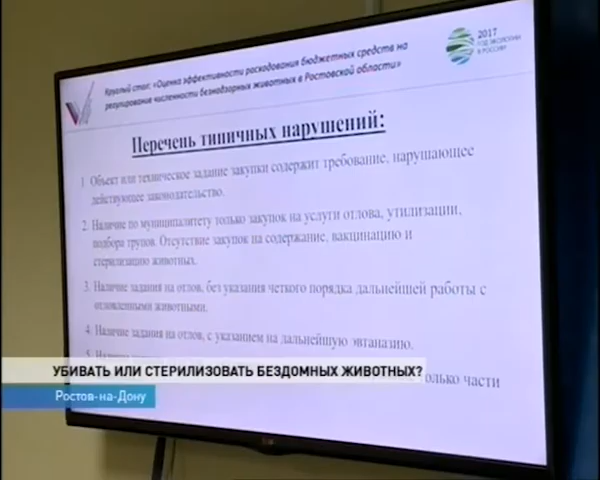 Круглый стол: «Оценка эффективности расходования бюджетных средств на
регулирование численности безнадзорных животных в Ростовской области»
2017
ГОД ЭКОЛОГИИ
В РОССИИ
Перечень типичных нарушений:
1. Объект или техническое задание закупки содержит требование, нарушающее
действующее законодательство.
2. Наличие по муниципалитету только закупок на услуги отлова, утилизации,
подбора трупов. Отсутствие закупок на содержание, вакцинацию и
стерилизацию животных.
3. Наличие задания на отлов, без указания четкого порядка дальнейшей работы с
отловленными животными.
4. Наличие задания на отлов, с указанием на дальнейшую эвтаназию.
5.
только части
УБИВАТЬ ИЛИ СТЕРИЛИЗОВАТЬ БЕЗДОМНЫХ ЖИВОТНЫХ?
Ростов-на-Дону